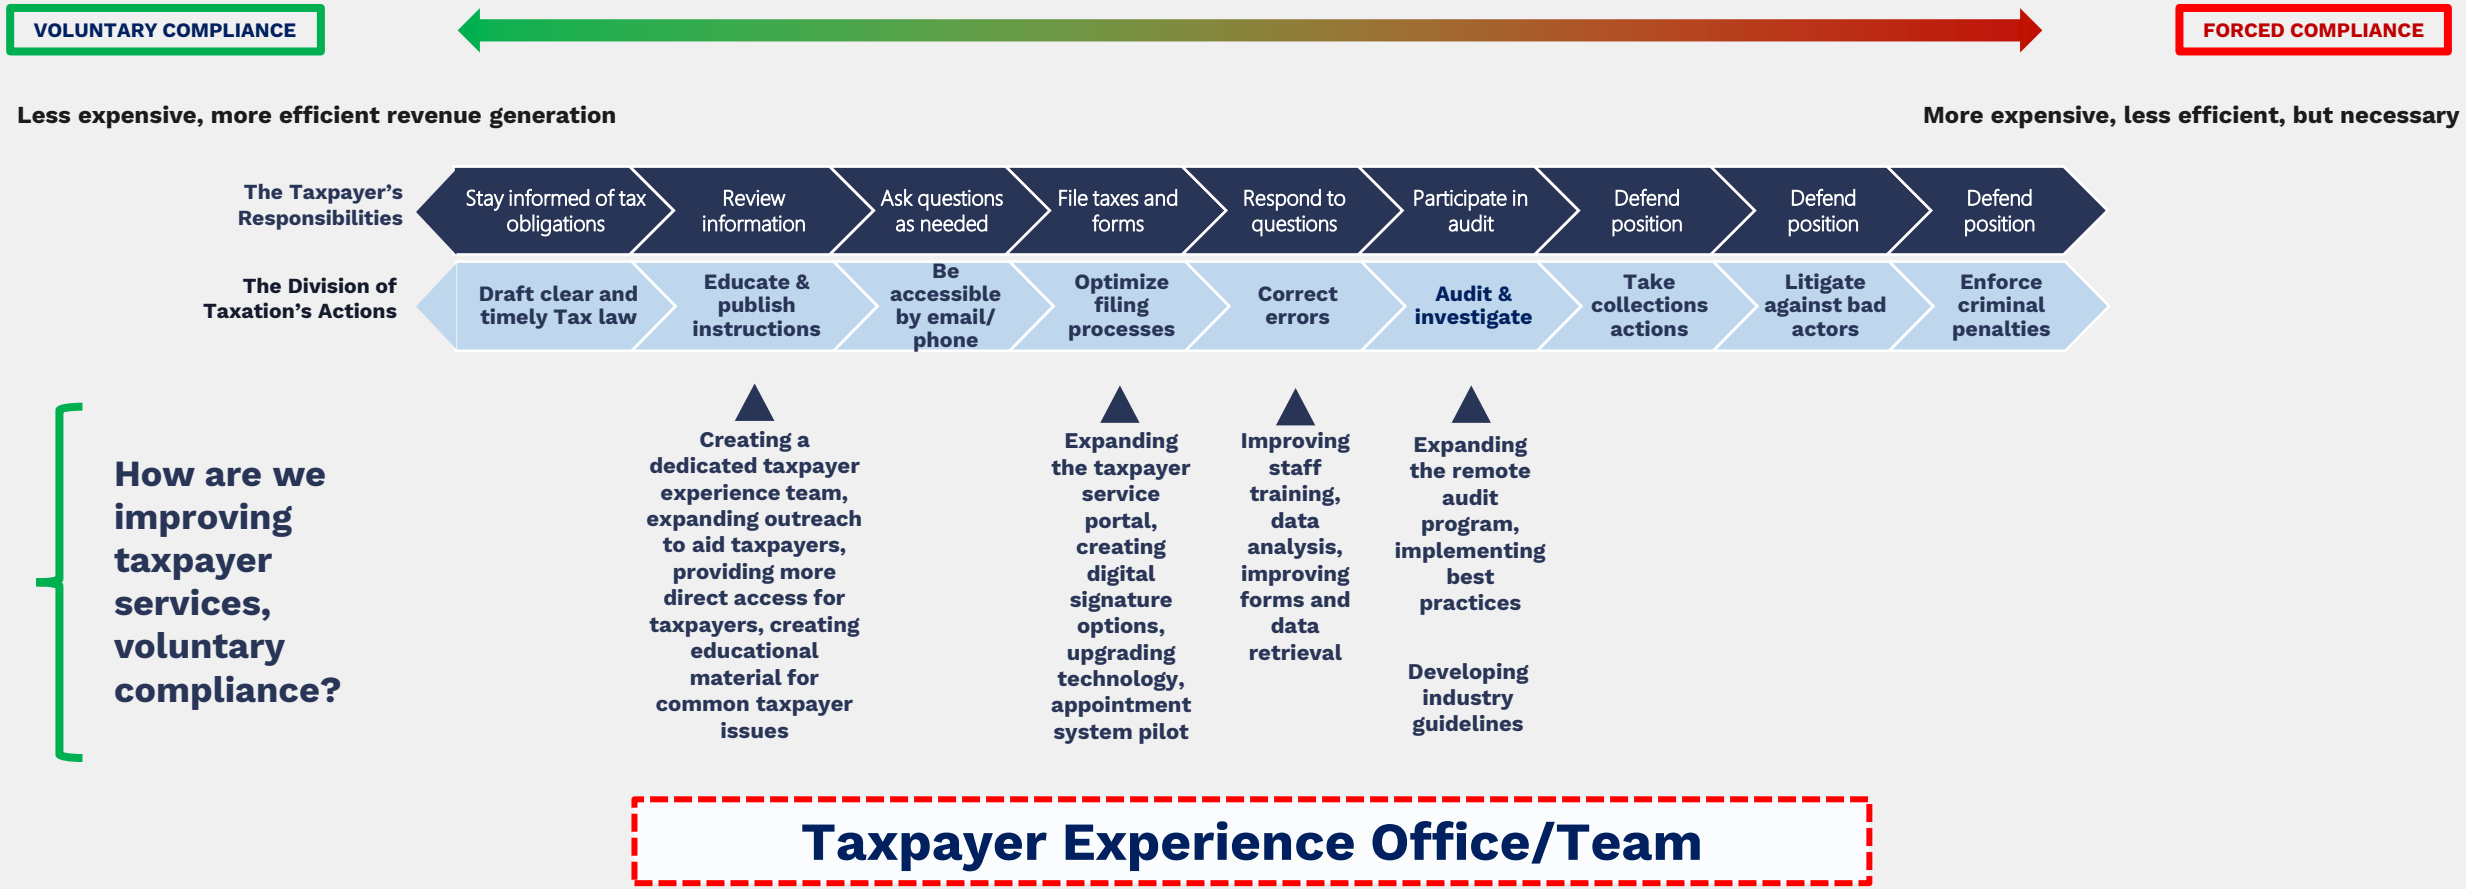 VOLUNTARY COMPLIANCE
FORCED COMPLIANCE
Less expensive, more efficient revenue generation
More expensive, less efficient, but necessary
The Taxpayer’s
Responsibilities
Stay informed of tax
obligations
Review
information
Ask questions
as needed
File taxes and
forms
Respond to
questions
Participate in
audit
Defend
position
Defend
position
Defend
position
The Division of
Taxation’s Actions
Draft clear and
timely Tax law
Educate &
publish
instructions
Be
accessible
by email/
phone
Optimize
filing
processes
Correct
errors
Audit &
investigate
Take
collections
actions
Litigate
against bad
actors
Enforce
criminal
penalties
How are we
improving
taxpayer
services,
voluntary
compliance?
Creating a
dedicated taxpayer
experience team,
expanding outreach
to aid taxpayers,
providing more
direct access for
taxpayers, creating
educational
material for
common taxpayer
issues
Expanding
the taxpayer
service
portal,
creating
digital
signature
options,
upgrading
technology,
appointment
system pilot
Improving
staff
training,
data
analysis,
improving
forms and
data
retrieval
Expanding
the remote
audit
program,
implementing
best
practices
Developing
industry
guidelines
Taxpayer Experience Office/Team